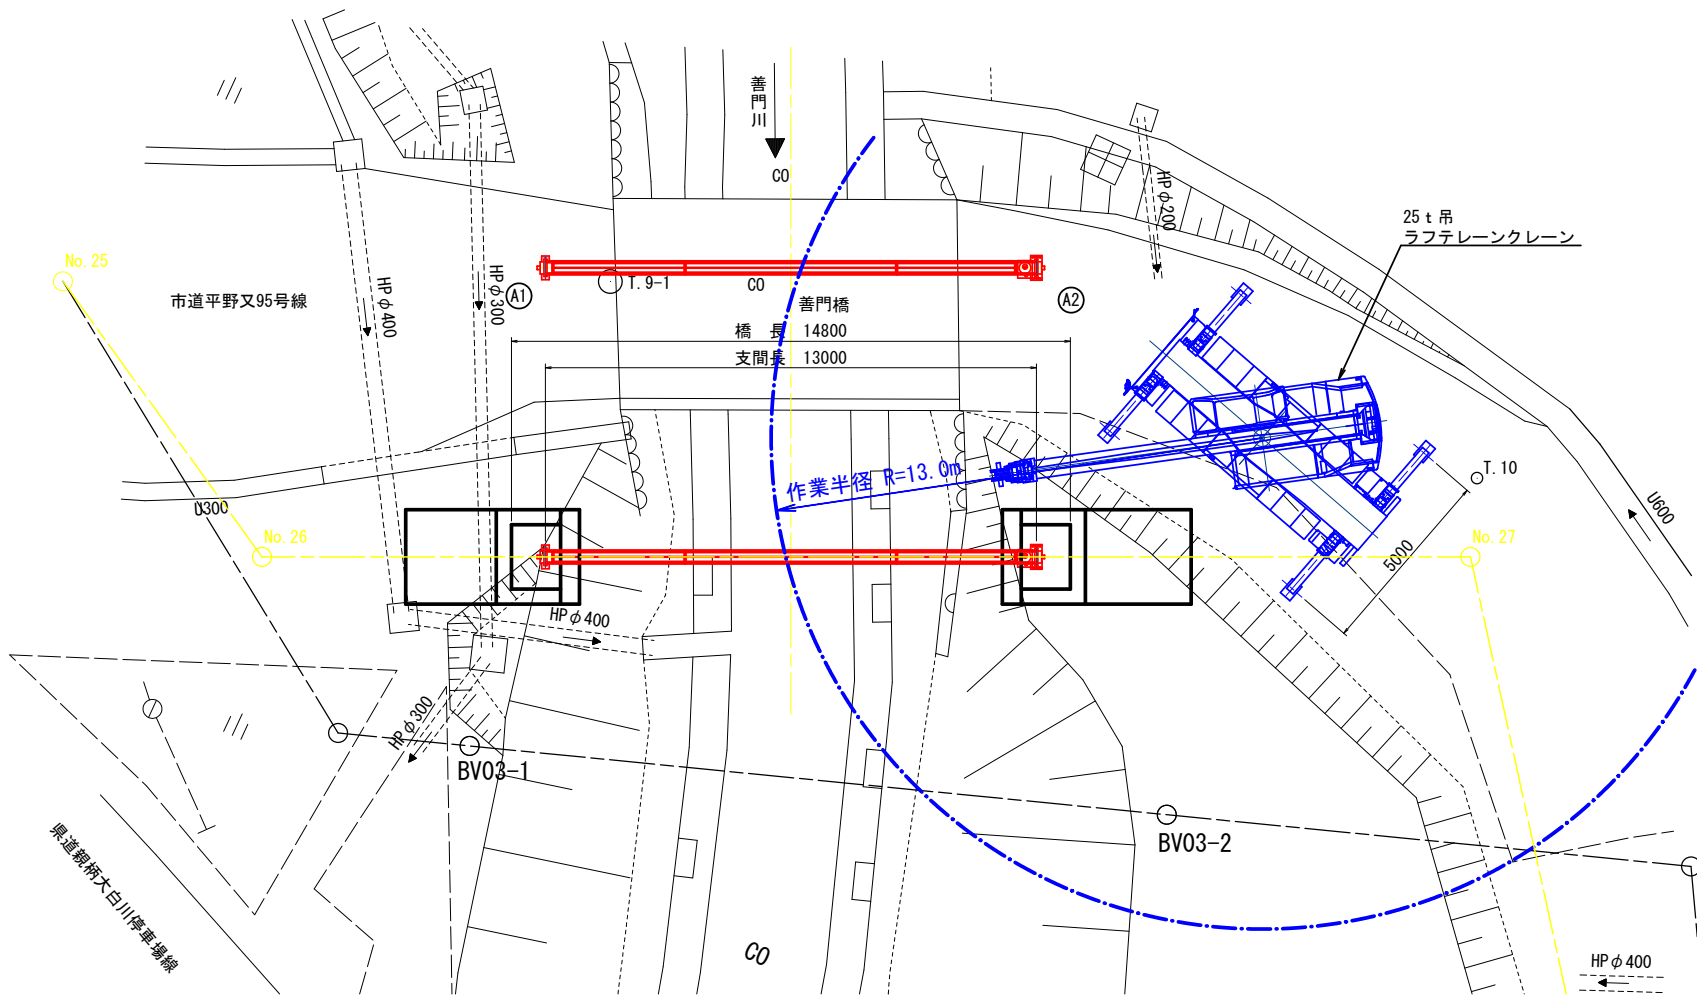 善門川
CO
HPφ200
25ｔ吊
ラフテレーンクレーン
No.25
市道平野又95号線
HPφ400
HPφ300
A1
T.9-1
CO
善門橋
A2
橋 長 14800
支間長 13000
作業半径 R=13.0m
T.10
U300
U600
No.26
No.27
5000
HPφ400
HPφ300
BV03-1
BV03-2
県道親柄大白川停車場線
CO
HPφ400